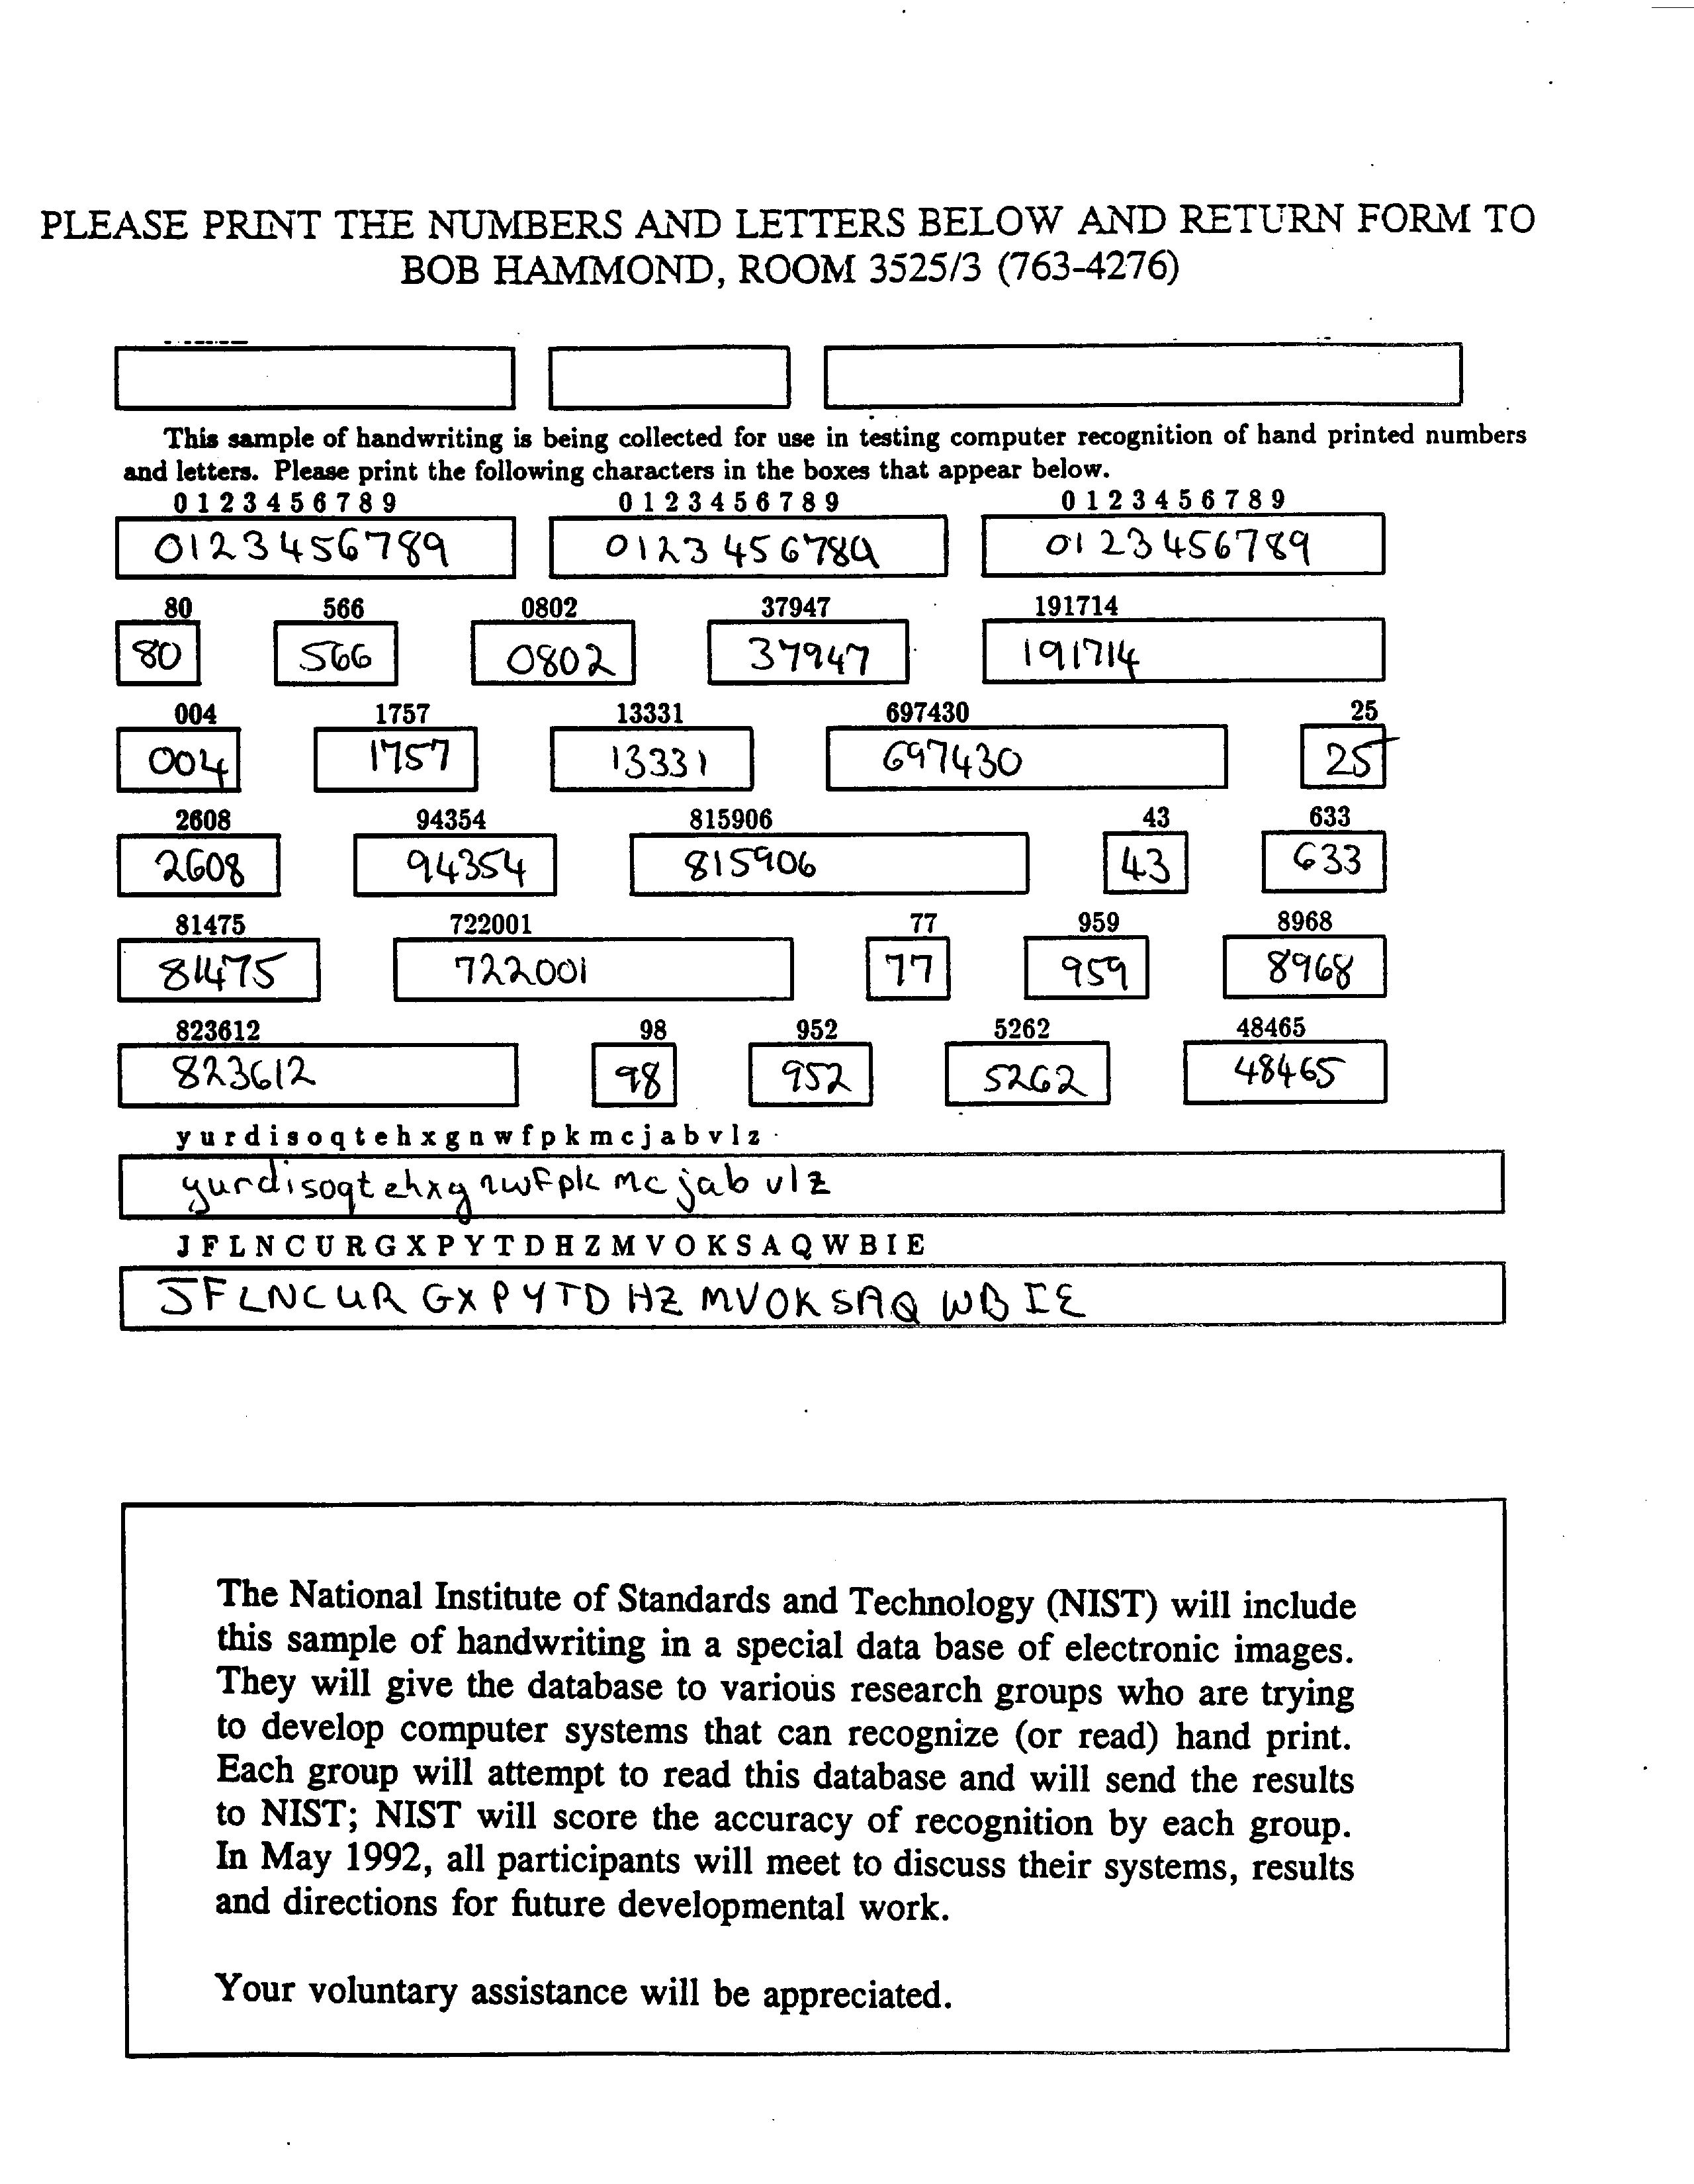 PLEASE PRINT THE NUMBERS AND LETTERS BELOW AND RETURN FORM TO
BOB HAMMOND, ROOM 3525/3 (763-4276)
This sample of handwriting is being collected for use in testing computer recognition of hand printed numbers
and letters. Please print the following characters in the boxes that appear below.
0 1 2 3 4 5 6 7 8 9 0 1 2 3 4 5 6 7 8 9 0 1 2 3 4 5 6 7 8 9
0123456789 0123456789 0123456789
80 566 0802 37947 191714
80 566 0802 37947 191714
004 1757 13331 697430 25
004 1757 13331 697430 25
2608 94354 815906 43 633
2608 94354 815906 43 633
81475 722001 77 959 8968
81475 722001 77 959 8968
823612 98 952 5262 48465
823612 98 952 5262 48465
y u r d i s o q t e h x g n w f p k m c j a b v l z
yurdisoqtehxgnwfpkmcjabvlz
J F L N C U R G X P Y T D H Z M V O K S A Q W B I E
JFLNCURGXPYTDHZMVOKSAQWBIE
The National Institute of Standards and Technology (NIST) will include
this sample of handwriting in a special data base of electronic images.
They will give the database to various research groups who are trying
to develop computer systems that can recognize (or read) hand print.
Each group will attempt to read this database and will send the results
to NIST; NIST will score the accuracy of recognition by each group.
In May 1992, all participants will meet to discuss their systems, results
and directions for future developmental work.
Your voluntary assistance will be appreciated.